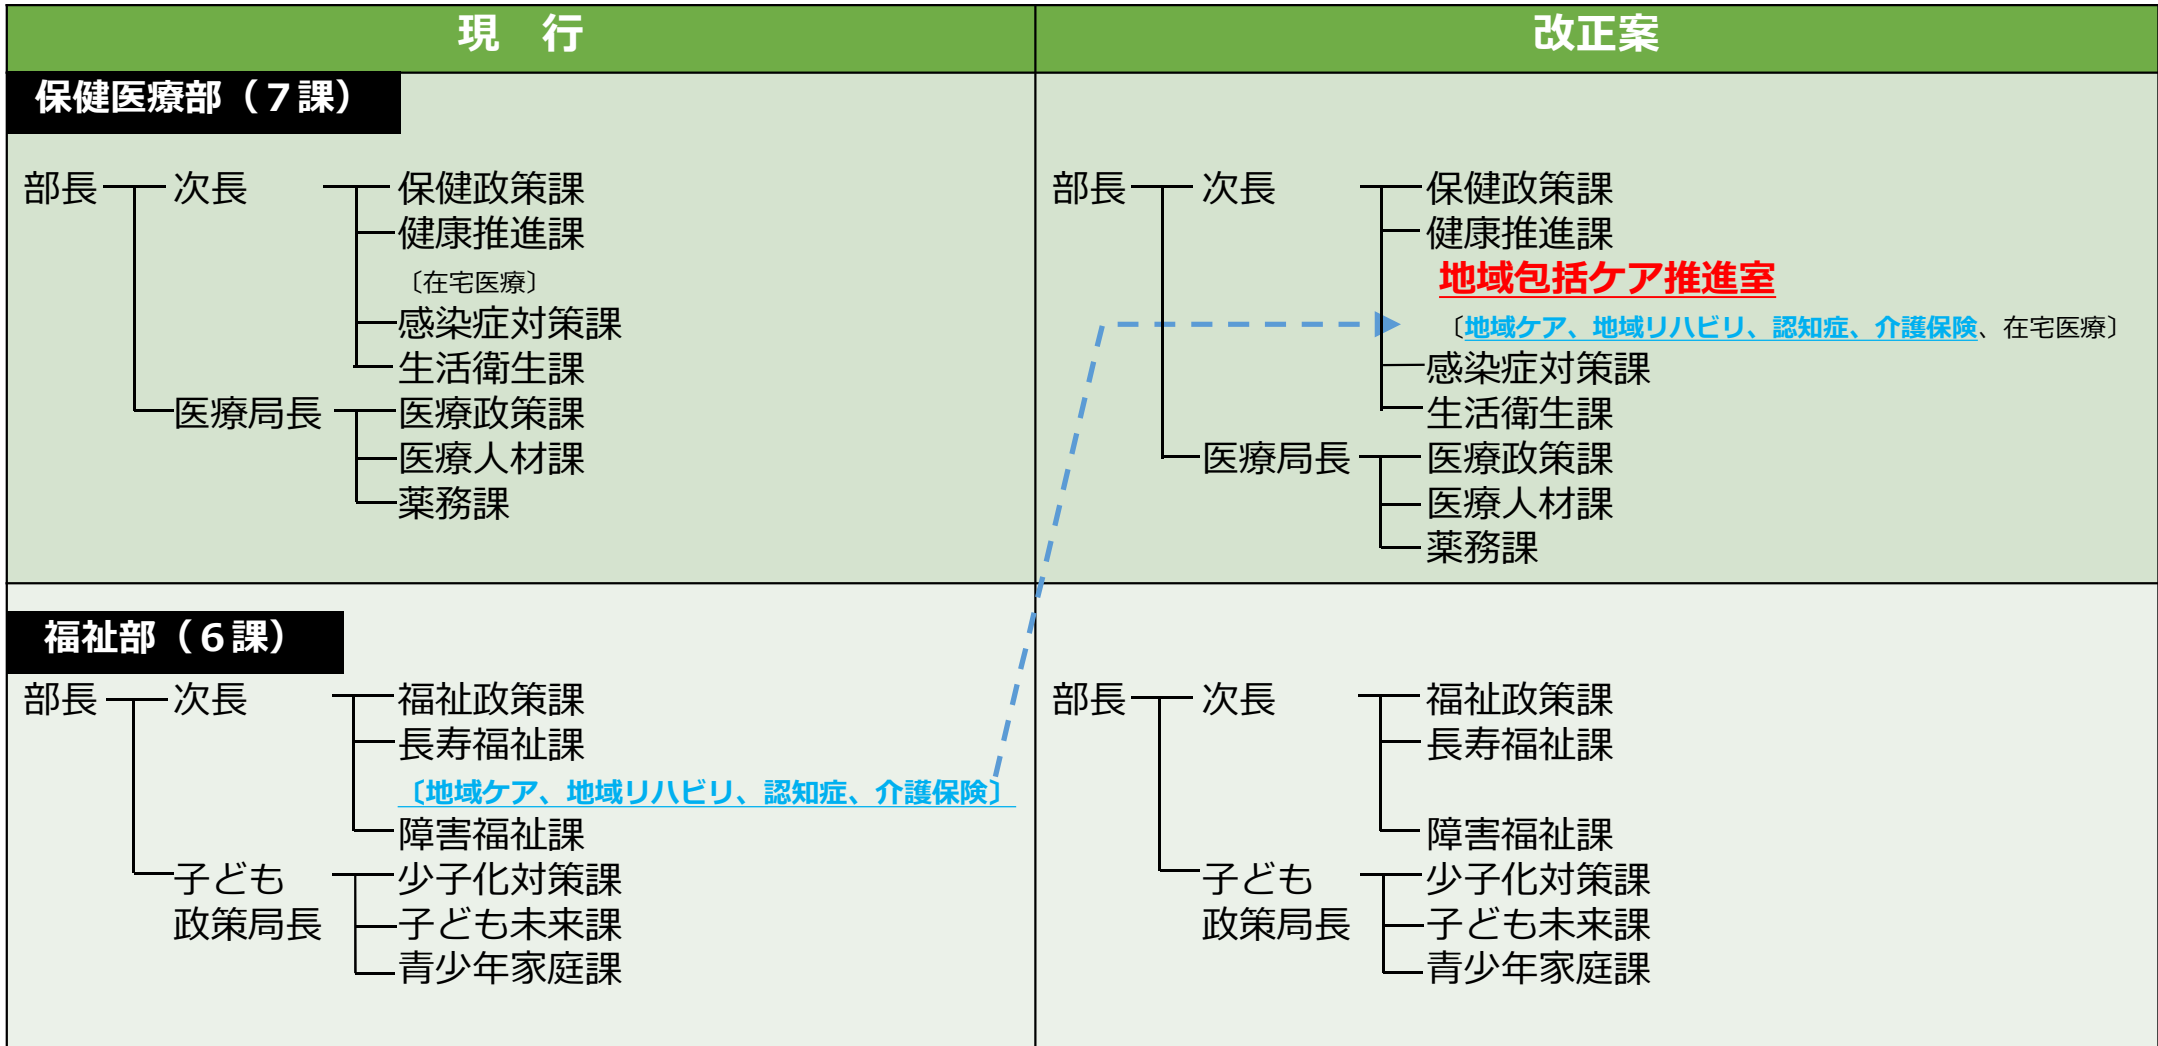 現　行
改正案
保健医療部（７課）
部長 次長 保健政策課
健康推進課
〔在宅医療〕
感染症対策課
生活衛生課
医療局長 医療政策課
医療人材課
薬務課
部長 次長 保健政策課
健康推進課
地域包括ケア推進室
〔地域ケア、地域リハビリ、認知症、介護保険、在宅医療〕
感染症対策課
生活衛生課
医療局長 医療政策課
医療人材課
薬務課
福祉部（６課）
部長 次長 福祉政策課
長寿福祉課
〔地域ケア、地域リハビリ、認知症、介護保険〕
障害福祉課
子ども 少子化対策課
政策局長 子ども未来課
青少年家庭課
部長 次長 福祉政策課
長寿福祉課
障害福祉課
子ども 少子化対策課
政策局長 子ども未来課
青少年家庭課